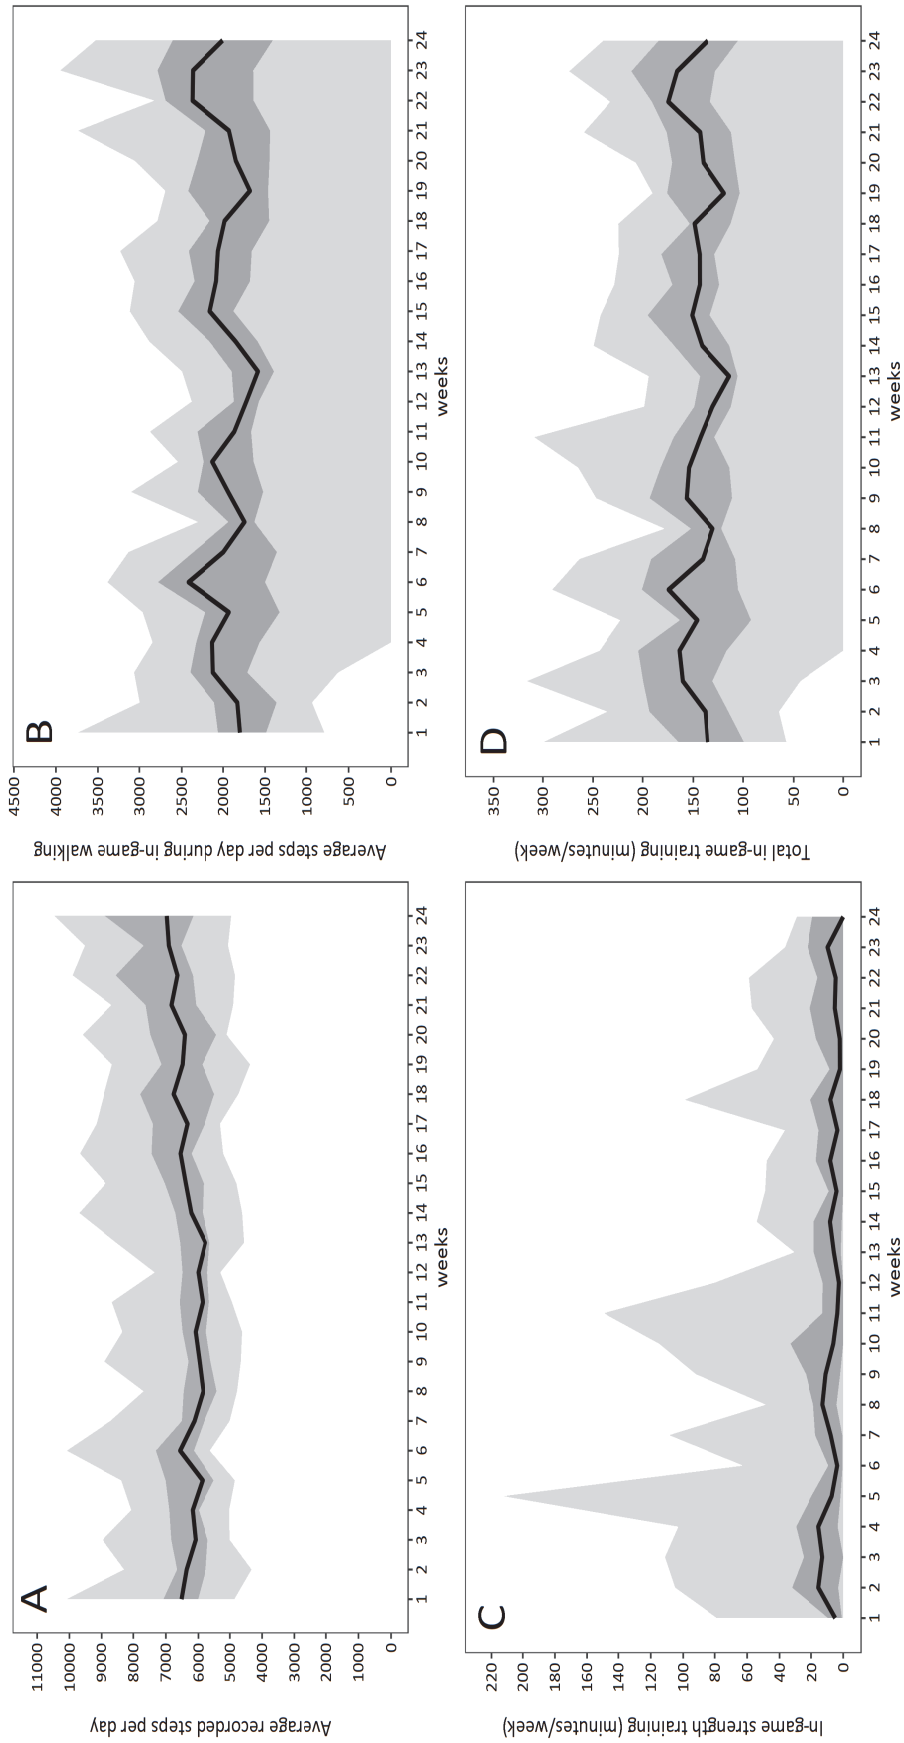 A
Average recorded steps per day
11000
10000
9000
8000
7000
6000
5000
4000
3000
2000
1000
0
1 2 3 4 5 6 7 8 9 10 11 12 13 14 15 16 17 18 19 20 21 22 23 24
weeks
B
Average steps per day during in-game walking
4500
4000
3500
3000
2500
2000
1500
1000
500
0
1 2 3 4 5 6 7 8 9 10 11 12 13 14 15 16 17 18 19 20 21 22 23 24
weeks
C
In-game strength training (minutes/week)
220
200
180
160
140
120
100
80
60
40
20
0
1 2 3 4 5 6 7 8 9 10 11 12 13 14 15 16 17 18 19 20 21 22 23 24
weeks
D
Total in-game training (minutes/week)
350
300
250
200
150
100
50
0
1 2 3 4 5 6 7 8 9 10 11 12 13 14 15 16 17 18 19 20 21 22 23 24
weeks